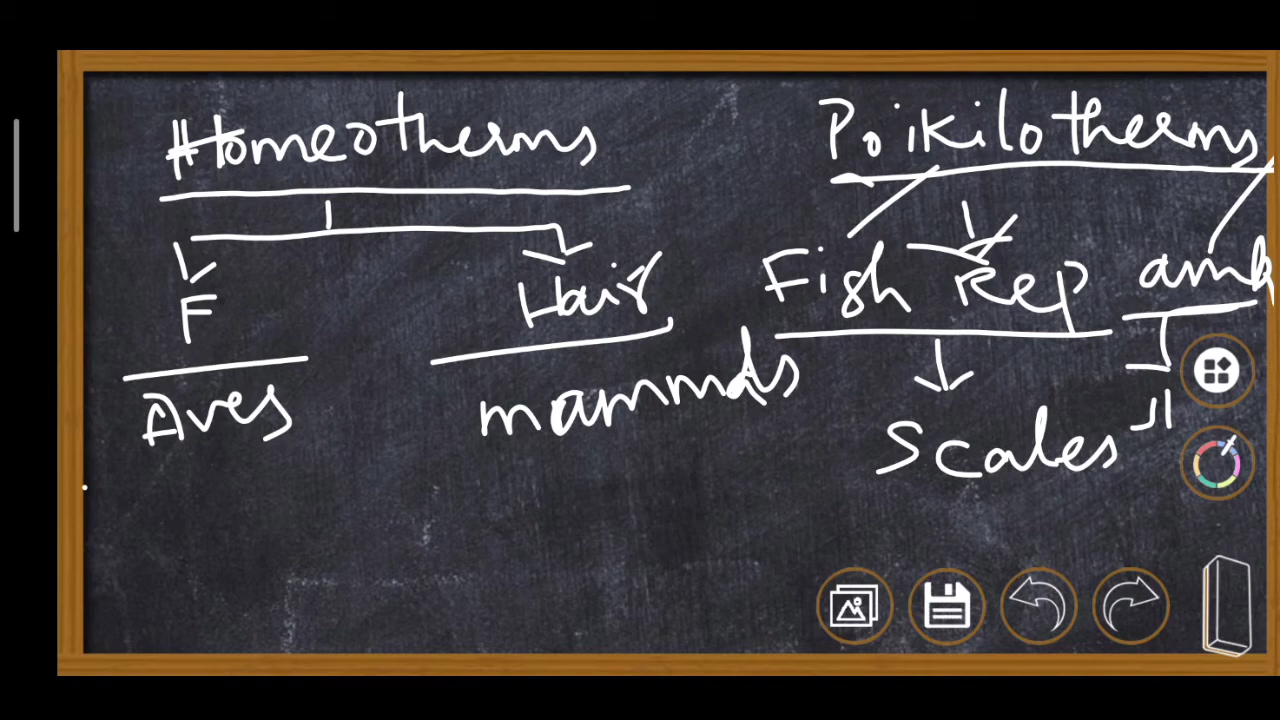 Homeotherms
Poikilotherms
F
Hair
Fish Rep
Aves
mammals
Scales